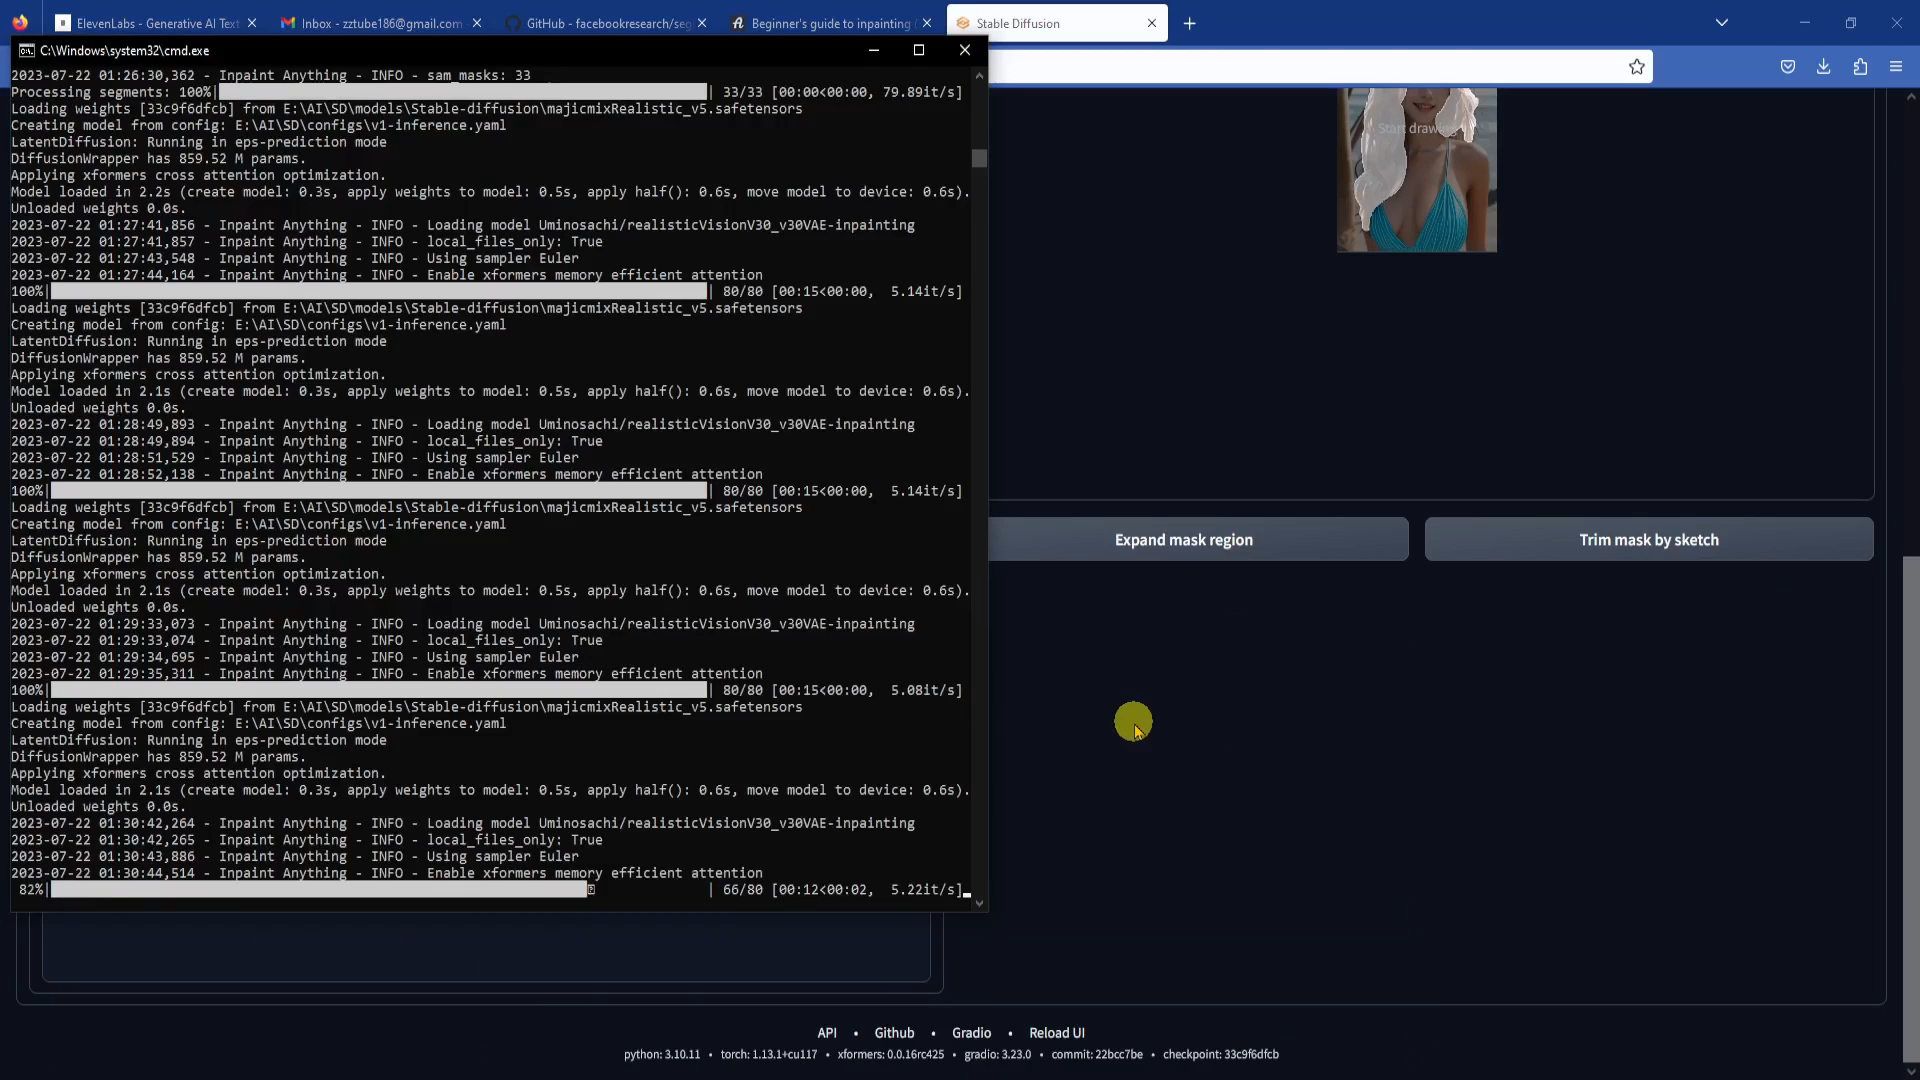 ElevenLabs - Generative AI Text
Inbox - zztube186@gmail.com
GitHub - facebookresearch/seg
Beginner's guide to inpainting
Stable Diffusion
C:\Windows\system32\cmd.exe
2023-07-22 01:26:30,362 - Inpaint Anything - INFO - sam_masks: 33
Processing segments: 100%| | 33/33 [00:00<00:00, 79.89it/s]
Loading weights [33c9f6dfcb] from E:\AI\SD\models\Stable-diffusion\majicmixRealistic_v5.safetensors
Creating model from config: E:\AI\SD\configs\v1-inference.yaml
LatentDiffusion: Running in eps-prediction mode
DiffusionWrapper has 859.52 M params.
Applying xformers cross attention optimization.
Model loaded in 2.2s (create model: 0.3s, apply weights to model: 0.5s, apply half(): 0.6s, move model to device: 0.6s).
Unloaded weights 0.0s.
2023-07-22 01:27:41,856 - Inpaint Anything - INFO - Loading model Uminosachi/realisticVisionV30_v30VAE-inpainting
2023-07-22 01:27:41,857 - Inpaint Anything - INFO - local_files_only: True
2023-07-22 01:27:43,548 - Inpaint Anything - INFO - Using sampler Euler
2023-07-22 01:27:44,164 - Inpaint Anything - INFO - Enable xformers memory efficient attention
100%| | 80/80 [00:15<00:00, 5.14it/s]
Loading weights [33c9f6dfcb] from E:\AI\SD\models\Stable-diffusion\majicmixRealistic_v5.safetensors
Creating model from config: E:\AI\SD\configs\v1-inference.yaml
LatentDiffusion: Running in eps-prediction mode
DiffusionWrapper has 859.52 M params.
Applying xformers cross attention optimization.
Model loaded in 2.1s (create model: 0.3s, apply weights to model: 0.5s, apply half(): 0.6s, move model to device: 0.6s).
Unloaded weights 0.0s.
2023-07-22 01:28:49,893 - Inpaint Anything - INFO - Loading model Uminosachi/realisticVisionV30_v30VAE-inpainting
2023-07-22 01:28:49,894 - Inpaint Anything - INFO - local_files_only: True
2023-07-22 01:28:51,529 - Inpaint Anything - INFO - Using sampler Euler
2023-07-22 01:28:52,138 - Inpaint Anything - INFO - Enable xformers memory efficient attention
100%| | 80/80 [00:15<00:00, 5.14it/s]
Loading weights [33c9f6dfcb] from E:\AI\SD\models\Stable-diffusion\majicmixRealistic_v5.safetensors
Creating model from config: E:\AI\SD\configs\v1-inference.yaml
LatentDiffusion: Running in eps-prediction mode
DiffusionWrapper has 859.52 M params.
Applying xformers cross attention optimization.
Model loaded in 2.1s (create model: 0.3s, apply weights to model: 0.5s, apply half(): 0.6s, move model to device: 0.6s).
Unloaded weights 0.0s.
2023-07-22 01:29:33,073 - Inpaint Anything - INFO - Loading model Uminosachi/realisticVisionV30_v30VAE-inpainting
2023-07-22 01:29:33,074 - Inpaint Anything - INFO - local_files_only: True
2023-07-22 01:29:34,695 - Inpaint Anything - INFO - Using sampler Euler
2023-07-22 01:29:35,311 - Inpaint Anything - INFO - Enable xformers memory efficient attention
100%| | 80/80 [00:15<00:00, 5.08it/s]
Loading weights [33c9f6dfcb] from E:\AI\SD\models\Stable-diffusion\majicmixRealistic_v5.safetensors
Creating model from config: E:\AI\SD\configs\v1-inference.yaml
LatentDiffusion: Running in eps-prediction mode
DiffusionWrapper has 859.52 M params.
Applying xformers cross attention optimization.
Model loaded in 2.1s (create model: 0.3s, apply weights to model: 0.5s, apply half(): 0.6s, move model to device: 0.6s).
Unloaded weights 0.0s.
2023-07-22 01:30:42,264 - Inpaint Anything - INFO - Loading model Uminosachi/realisticVisionV30_v30VAE-inpainting
2023-07-22 01:30:42,265 - Inpaint Anything - INFO - local_files_only: True
2023-07-22 01:30:43,886 - Inpaint Anything - INFO - Using sampler Euler
2023-07-22 01:30:44,514 - Inpaint Anything - INFO - Enable xformers memory efficient attention
82%| | 66/80 [00:12<00:02, 5.22it/s]
Start drawing
Expand mask region
Trim mask by sketch
API • Github • Gradio • Reload UI
python: 3.10.11 • torch: 1.13.1+cu117 • xformers: 0.0.16rc425 • gradio: 3.23.0 • commit: 22bcc7be • checkpoint: 33c9f6dfcb